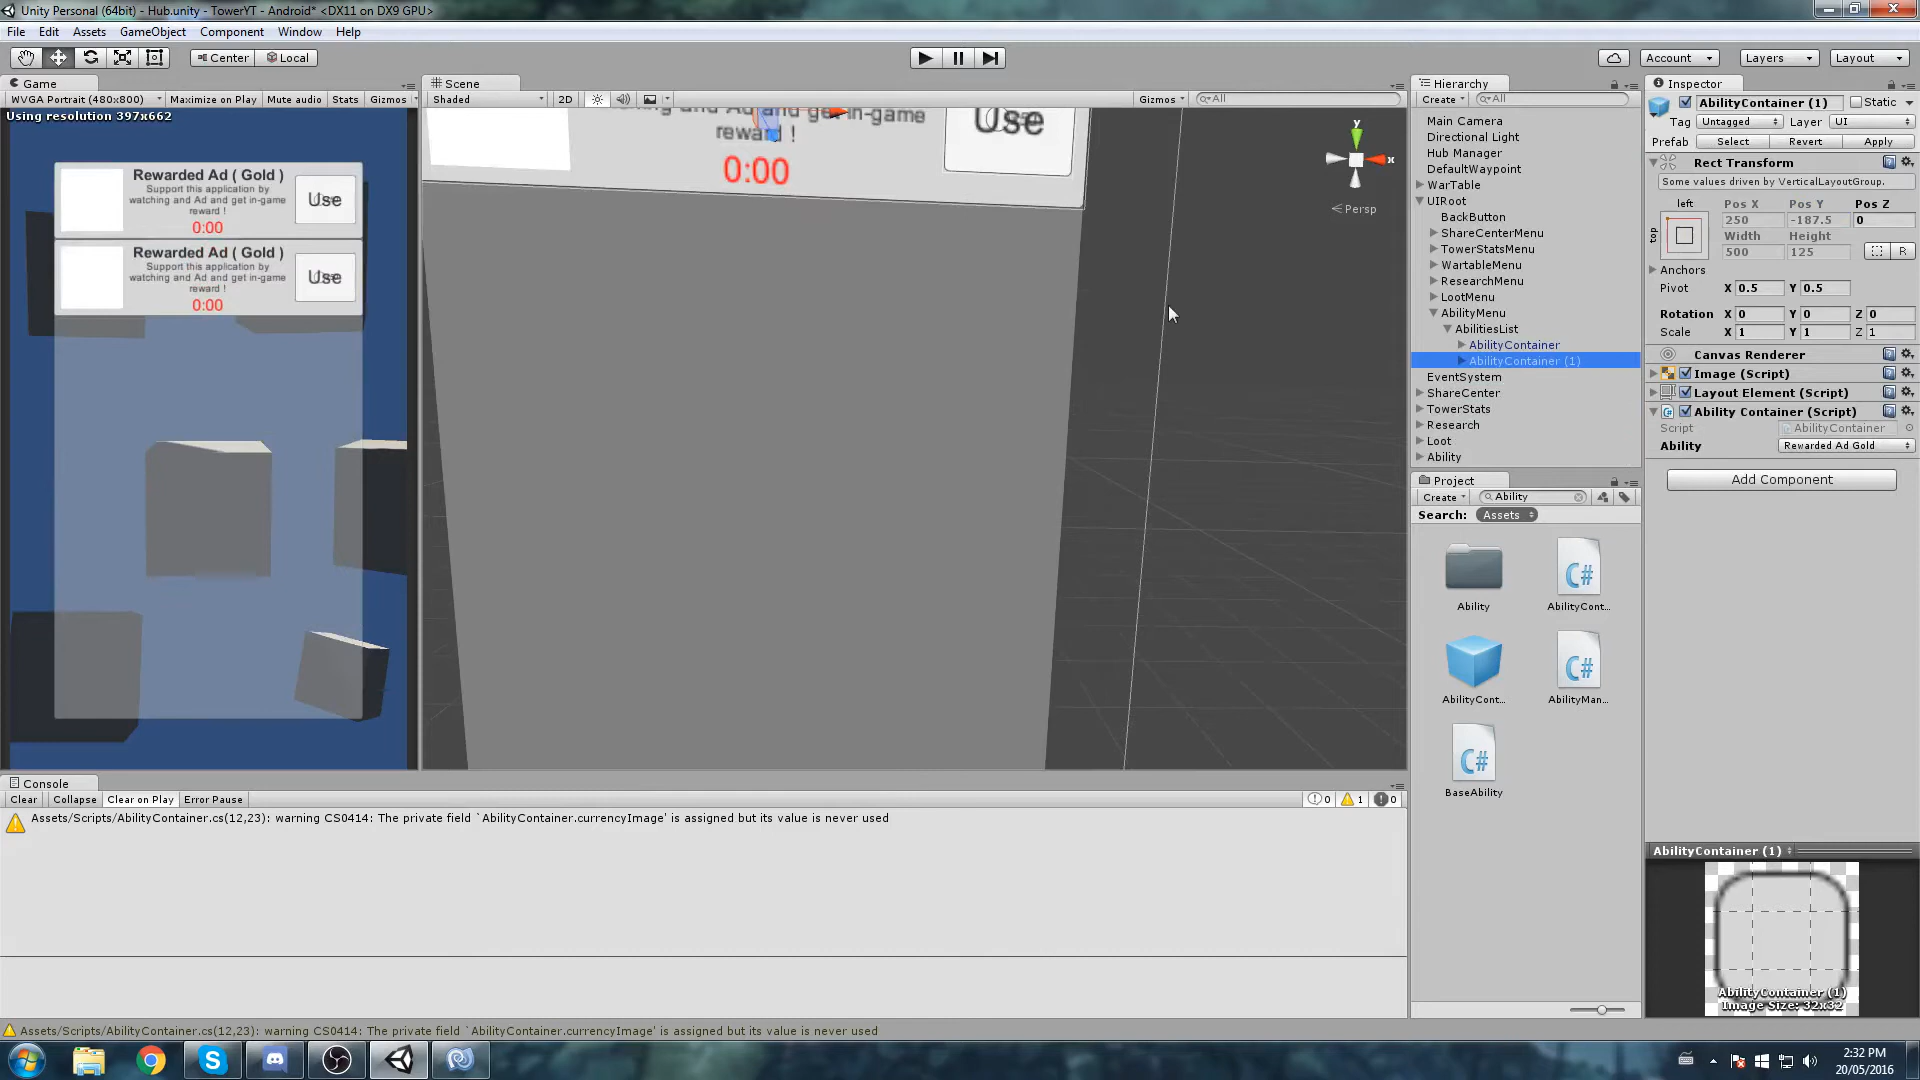 Unity Personal (64bit) - Hub.unity - TowerYT - Android* <DX11 on DX9 GPU>
File Edit Assets GameObject Component Window Help
Center Local
Account Layers Layout
Game
WVGA Portrait (480x800) Maximize on Play Mute audio Stats Gizmos
Using resolution 397x662
Rewarded Ad ( Gold )
Support this application by
watching and Ad and get in-game
reward !
0:00
Use
Rewarded Ad ( Gold )
Support this application by
watching and Ad and get in-game
reward !
0:00
Use
Scene
Shaded 2D Gizmos All
and Ad and get in-game
reward !
0:00
Use
y
x
Persp
Hierarchy
Create All
Main Camera
Directional Light
Hub Manager
DefaultWaypoint
WarTable
UIRoot
BackButton
ShareCenterMenu
TowerStatsMenu
WartableMenu
ResearchMenu
LootMenu
AbilityMenu
AbilitiesList
AbilityContainer
AbilityContainer (1)
EventSystem
ShareCenter
TowerStats
Research
Loot
Ability
Project
Create Ability
Search: Assets
Ability
AbilityCont...
AbilityCont...
AbilityMan...
BaseAbility
Inspector
AbilityContainer (1) Static
Tag Untagged Layer UI
Prefab Select Revert Apply
Rect Transform
Some values driven by VerticalLayoutGroup.
left Pos X Pos Y Pos Z
top 250 -187.5 0
Width Height
500 125 R
Anchors
Pivot X 0.5 Y 0.5
Rotation X 0 Y 0 Z 0
Scale X 1 Y 1 Z 1
Canvas Renderer
Image (Script)
Layout Element (Script)
Ability Container (Script)
Script AbilityContainer
Ability Rewarded Ad Gold
Add Component
AbilityContainer (1)
AbilityContainer (1)
Image Size: 32x32
Console
Clear Collapse Clear on Play Error Pause 0 1 0
Assets/Scripts/AbilityContainer.cs(12,23): warning CS0414: The private field `AbilityContainer.currencyImage' is assigned but its value is never used
Assets/Scripts/AbilityContainer.cs(12,23): warning CS0414: The private field `AbilityContainer.currencyImage' is assigned but its value is never used
2:32 PM
20/05/2016